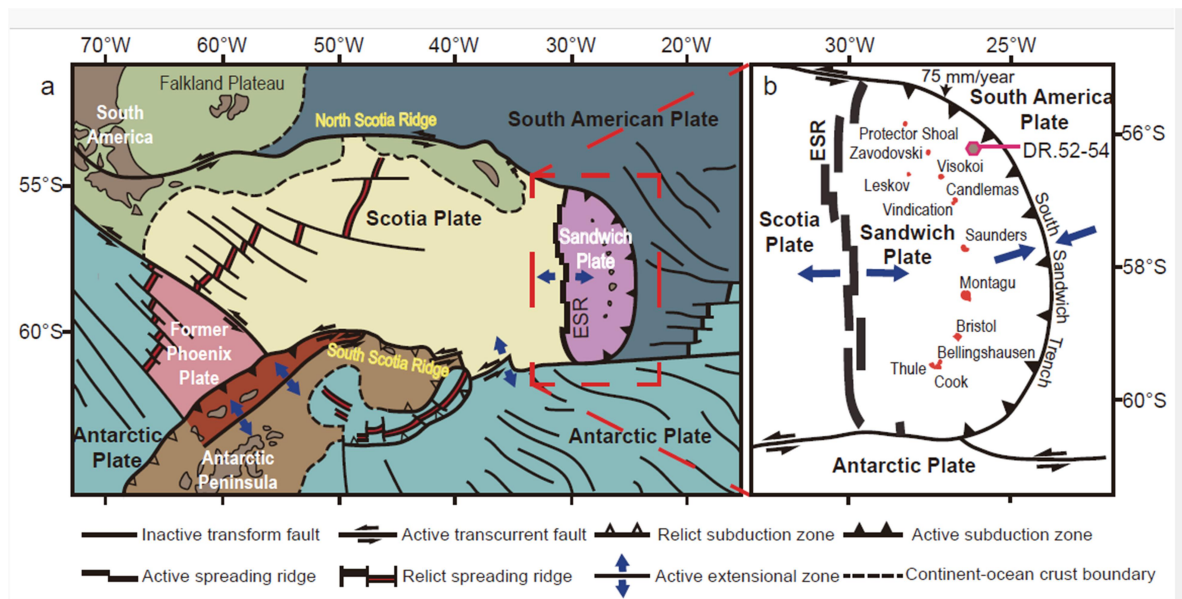 70°W 60°W 50°W 40°W 30°W 20°W 30°W 25°W
a
Falkland Plateau
South
America
North Scotia Ridge
South American Plate
55°S
Scotia Plate
Sandwich
Plate
ESR
60°S
Former
Phoenix
Plate
South Scotia Ridge
Antarctic
Plate
Antarctic
Peninsula
Antarctic Plate
b
75 mm/year
South America
Plate
56°S
ESR
Protector Shoal
DR.52-54
Zavodovski
Visokoi
Leskov
Candlemas
Vindication
Scotia
Plate
Sandwich
Plate
Saunders
South Sandwich Trench
58°S
Montagu
Bristol
Bellingshausen
Thule
Cook
60°S
Antarctic Plate
Inactive transform fault Active transcurrent fault Relict subduction zone Active subduction zone
Active spreading ridge Relict spreading ridge Active extensional zone Continent-ocean crust boundary